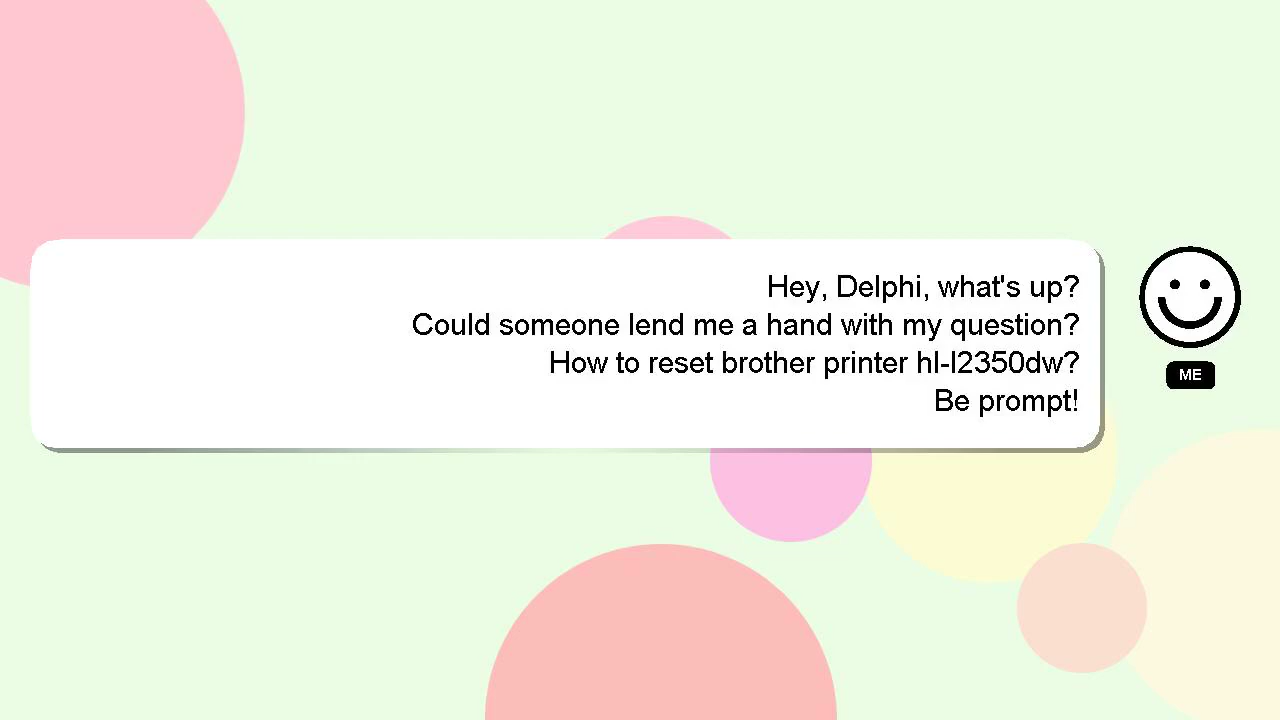 Hey, Delphi, what's up?
Could someone lend me a hand with my question?
How to reset brother printer hl-l2350dw?
Be prompt!
ME